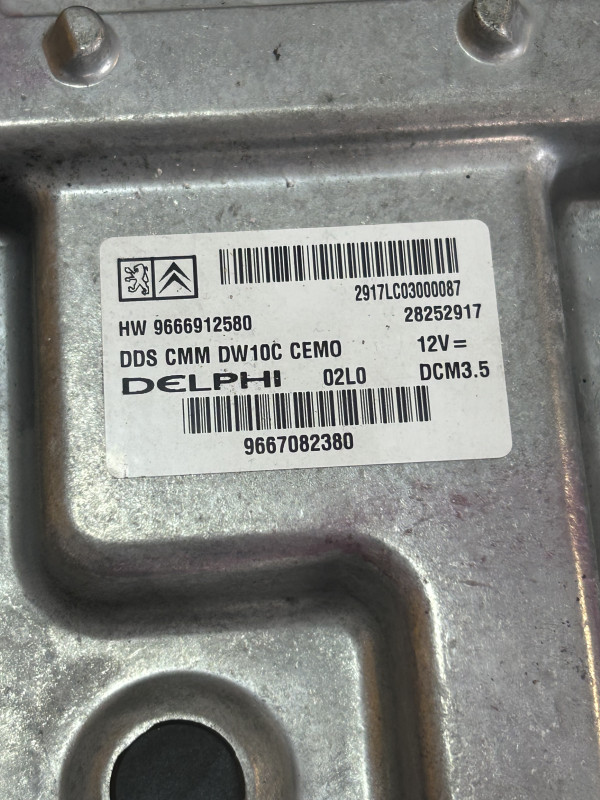 2917LC03000087
HW 9666912580 28252917
DDS CMM DW10C CEMO 12V=
DELPHI 02L0 DCM3.5
9667082380